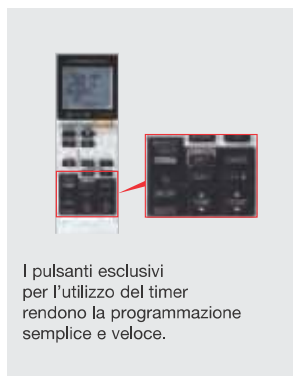 I pulsanti esclusivi
per l'utilizzo del timer
rendono la programmazione
semplice e veloce.